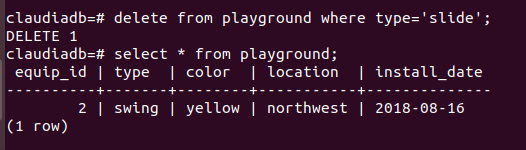 claudiadb=# delete from playground where type='slide';
DELETE 1
claudiadb=# select * from playground;
 equip_id | type  | color  | location  | install_date
----------+-------+--------+-----------+--------------
        2 | swing | yellow | northwest | 2018-08-16
(1 row)